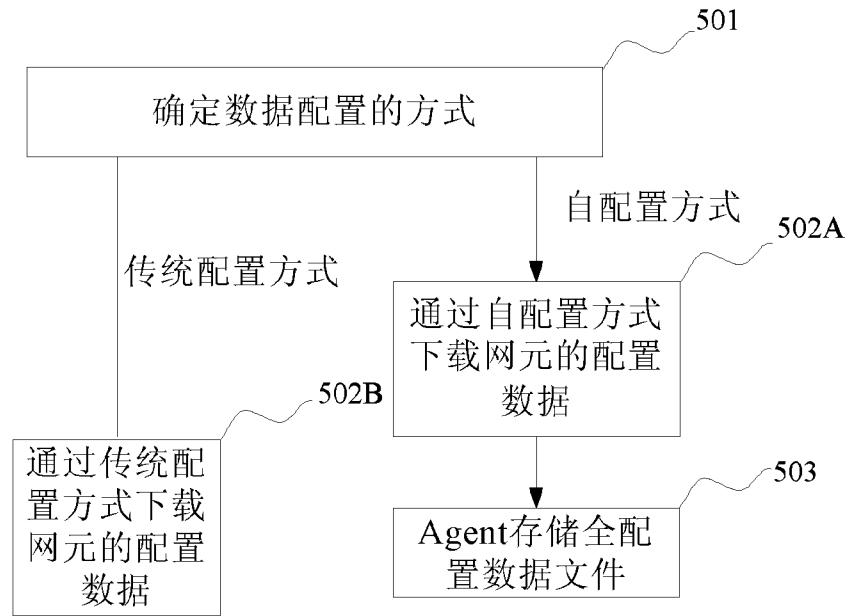 501
确定数据配置的方式
自配置方式
502A
传统配置方式
通过自配置方式
下载网元的配置
数据
502B
通过传统配
置方式下载
网元的配置
数据
503
Agent存储全配
置数据文件